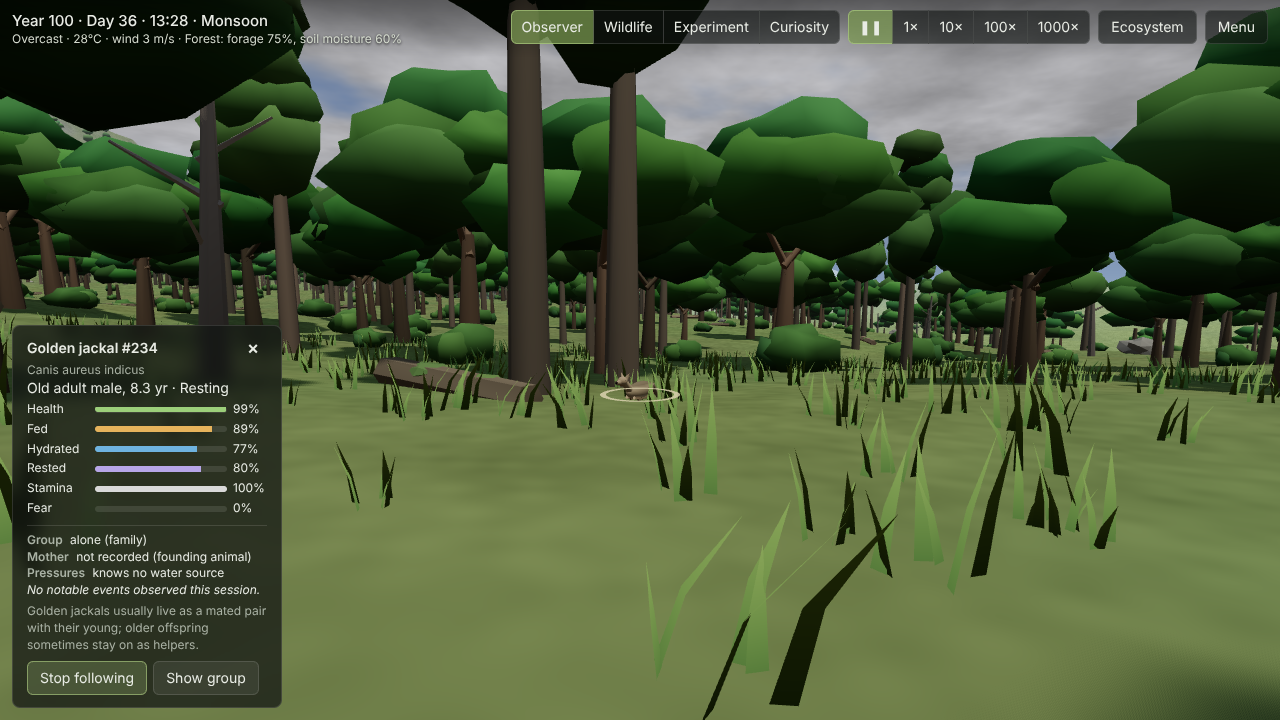 Year 100 · Day 36 · 13:28 · Monsoon
Overcast · 28°C · wind 3 m/s · Forest: forage 75%, soil moisture 60%
Observer Wildlife Experiment Curiosity
1× 10× 100× 1000×
Ecosystem
Menu
Golden jackal #234 ×
Canis aureus indicus
Old adult male, 8.3 yr · Resting
Health 99%
Fed 89%
Hydrated 77%
Rested 80%
Stamina 100%
Fear 0%
Group alone (family)
Mother not recorded (founding animal)
Pressures knows no water source
No notable events observed this session.
Golden jackals usually live as a mated pair
with their young; older offspring
sometimes stay on as helpers.
Stop following Show group